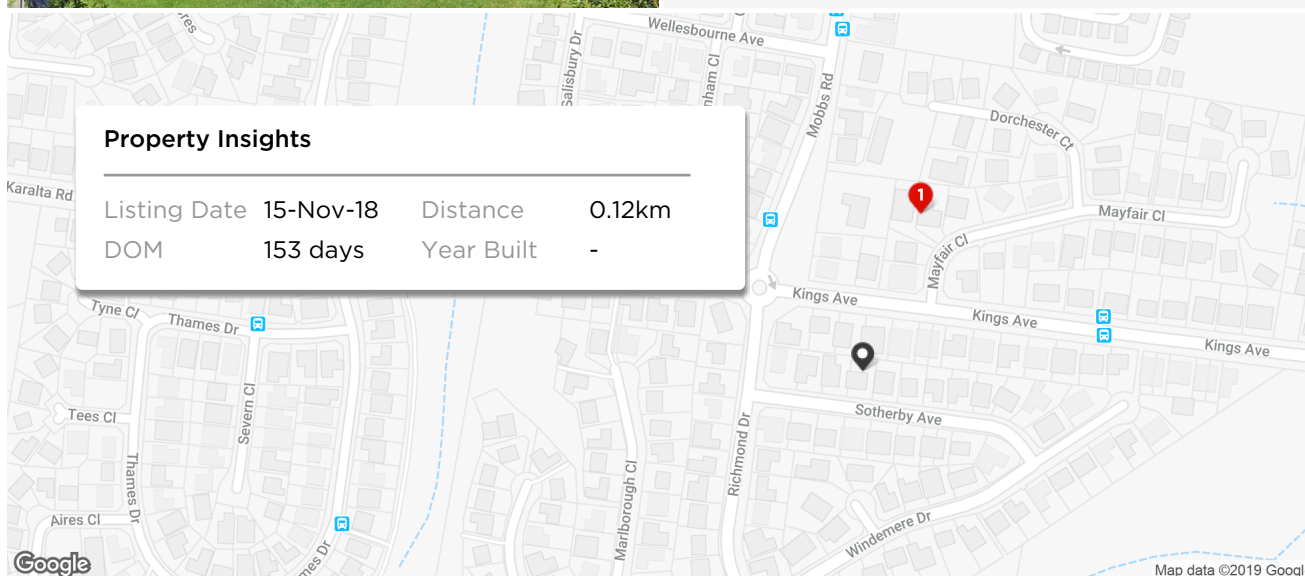 Wellesbourne Ave
Salisbury Dr
Mobbs Rd
Dorchester Ct
Property Insights
Karalta Rd
Listing Date 15-Nov-18 Distance 0.12km
DOM 153 days Year Built -
1
Mayfair Cl
Mayfair Cl
Tyne Cl
Thames Dr
Kings Ave
Kings Ave
Kings Ave
Tees Cl
Severn Cl
Sotherby Ave
Richmond Dr
Thames Dr
Marlborough Cl
Aires Cl
Windemere Dr
Google
Map data ©2019 Googl